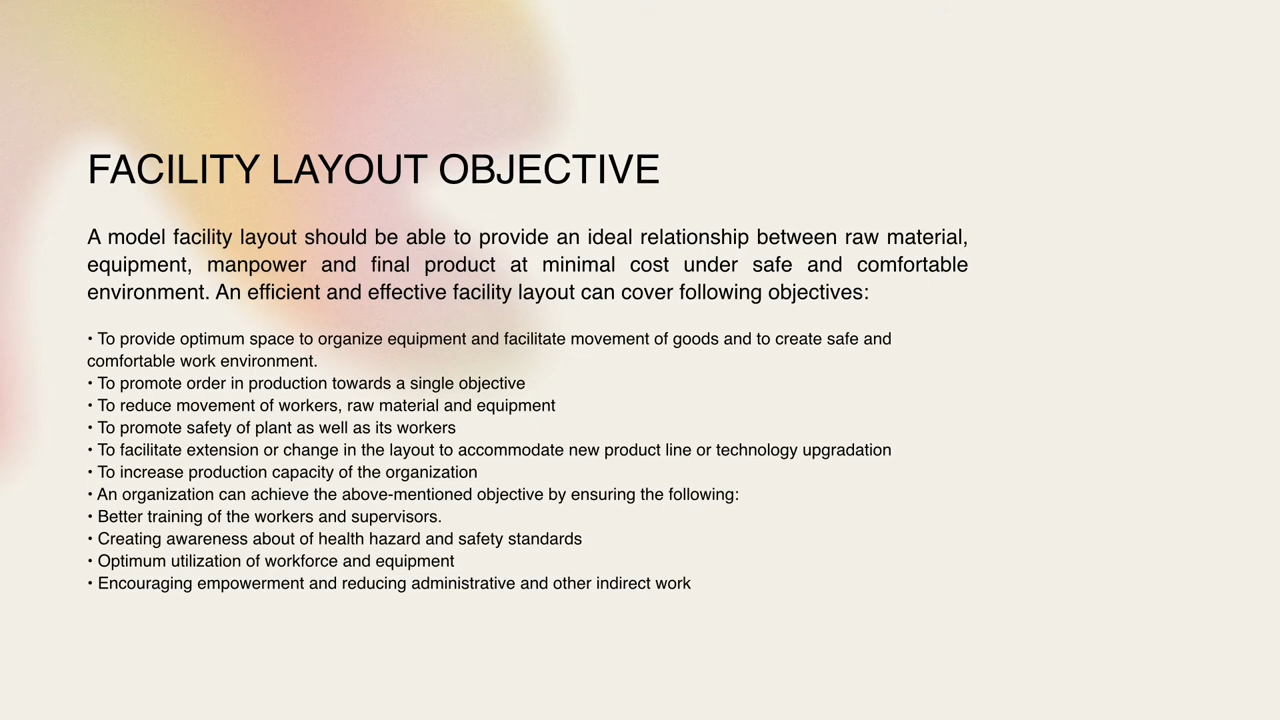 FACILITY LAYOUT OBJECTIVE
A model facility layout should be able to provide an ideal relationship between raw material,
equipment, manpower and final product at minimal cost under safe and comfortable
environment. An efficient and effective facility layout can cover following objectives:
• To provide optimum space to organize equipment and facilitate movement of goods and to create safe and
comfortable work environment.
• To promote order in production towards a single objective
• To reduce movement of workers, raw material and equipment
• To promote safety of plant as well as its workers
• To facilitate extension or change in the layout to accommodate new product line or technology upgradation
• To increase production capacity of the organization
• An organization can achieve the above-mentioned objective by ensuring the following:
• Better training of the workers and supervisors.
• Creating awareness about of health hazard and safety standards
• Optimum utilization of workforce and equipment
• Encouraging empowerment and reducing administrative and other indirect work